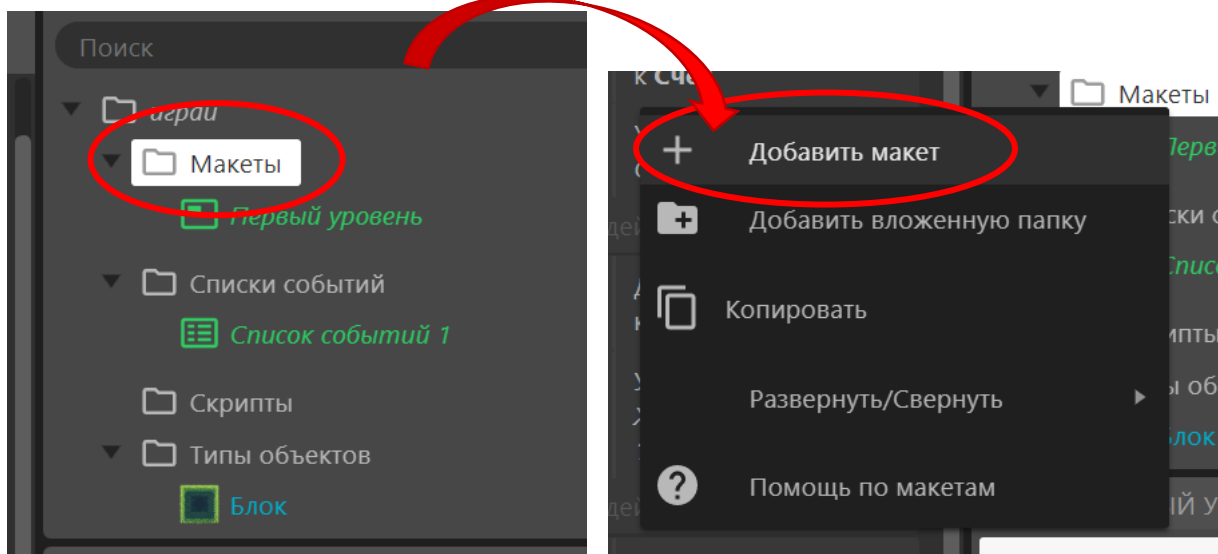 Поиск
играй
Макеты
Первый уровень
Списки событий
Список событий 1
Скрипты
Типы объектов
Блок
Макеты
Добавить макет
Добавить вложенную папку
Копировать
Развернуть/Свернуть
Помощь по макетам